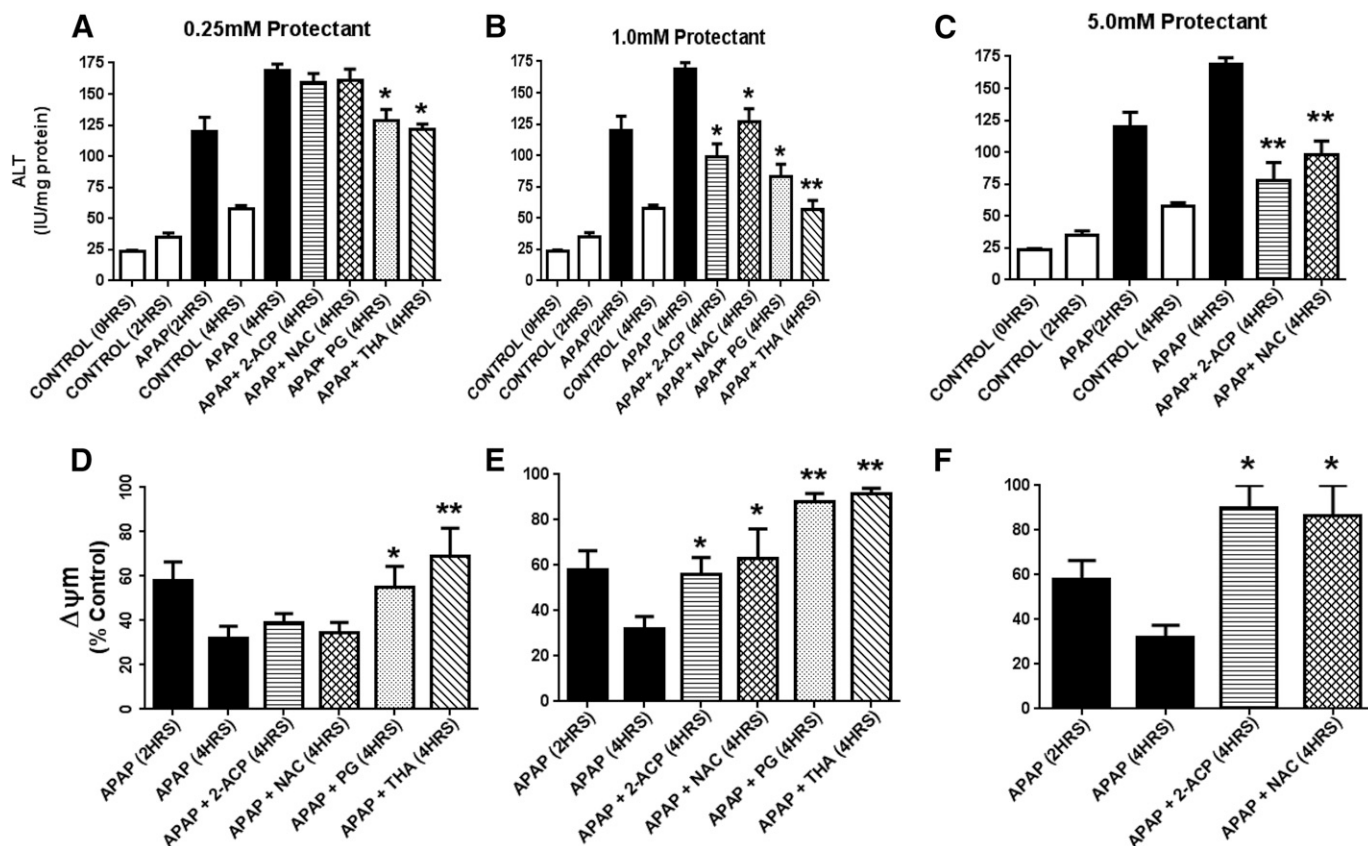 A
0.25mM Protectant
ALT
(IU/mg protein)
175
150
125
100
75
50
25
0
*
*
CONTROL (0HRS)
CONTROL (2HRS)
APAP(2HRS)
CONTROL (4HRS)
APAP (4HRS)
APAP+ 2-ACP (4HRS)
APAP+ NAC (4HRS)
APAP+ PG (4HRS)
APAP+ THA (4HRS)
B
1.0mM Protectant
175
150
125
100
75
50
25
0
*
*
*
**
CONTROL (0HRS)
CONTROL (2HRS)
APAP(2HRS)
CONTROL (4HRS)
APAP (4HRS)
APAP+ 2-ACP (4HRS)
APAP+ NAC (4HRS)
APAP+ PG (4HRS)
APAP+ THA (4HRS)
C
5.0mM Protectant
175
150
125
100
75
50
25
0
**
**
CONTROL (0HRS)
CONTROL (2HRS)
APAP(2HRS)
CONTROL (4HRS)
APAP (4HRS)
APAP+ 2-ACP (4HRS)
APAP+ NAC (4HRS)
D
Δψm
(% Control)
100
80
60
40
20
0
*
**
APAP (2HRS)
APAP (4HRS)
APAP + 2-ACP (4HRS)
APAP + NAC (4HRS)
APAP + PG (4HRS)
APAP + THA (4HRS)
E
100
80
60
40
20
0
*
*
**
**
APAP (2HRS)
APAP (4HRS)
APAP + 2-ACP (4HRS)
APAP + NAC (4HRS)
APAP + PG (4HRS)
APAP + THA (4HRS)
F
100
80
60
40
20
0
*
*
APAP (2HRS)
APAP (4HRS)
APAP + 2-ACP (4HRS)
APAP + NAC (4HRS)